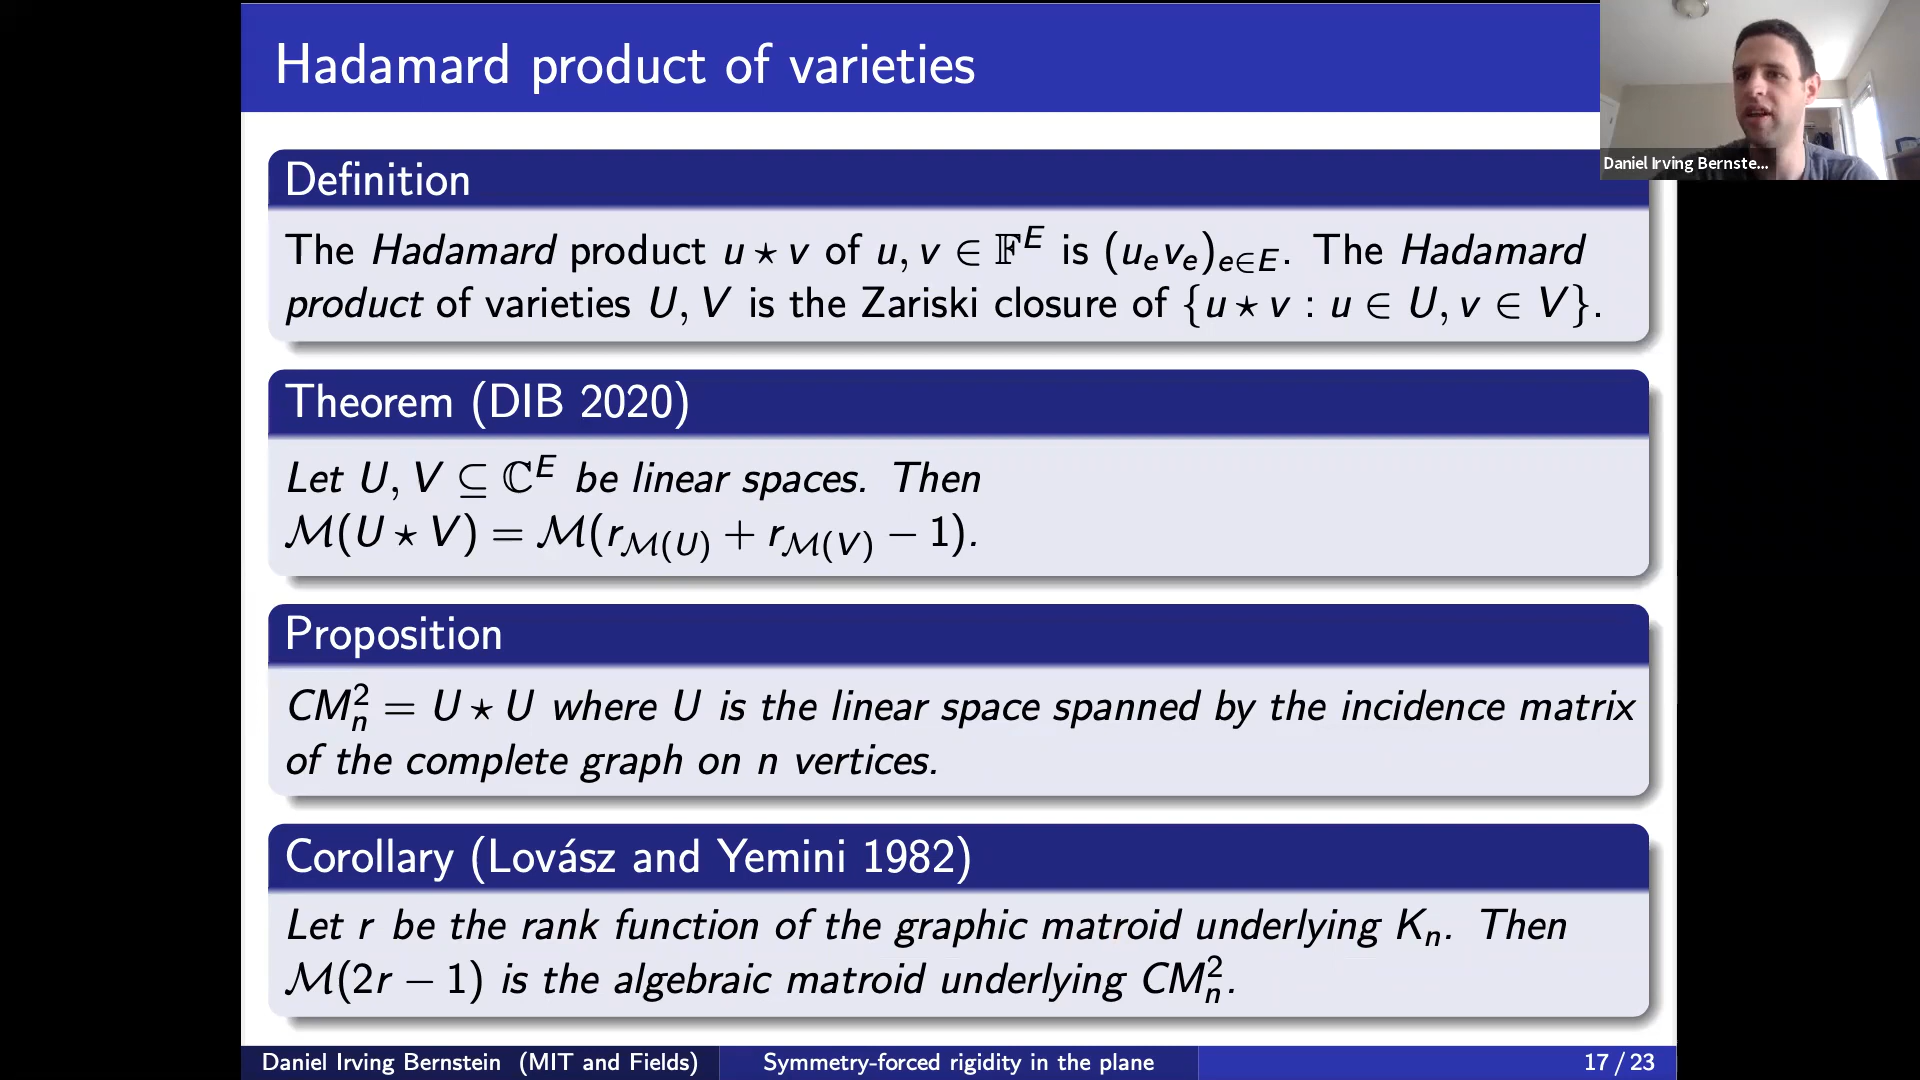 Hadamard product of varieties
Daniel Irving Bernste...
Definition
The Hadamard product u ⋆ v of u, v ∈ 𝔽^E is (u_e v_e)_{e∈E}. The Hadamard
product of varieties U, V is the Zariski closure of {u ⋆ v : u ∈ U, v ∈ V}.
Theorem (DIB 2020)
Let U, V ⊆ ℂ^E be linear spaces. Then
ℳ(U ⋆ V) = ℳ(r_{ℳ(U)} + r_{ℳ(V)} − 1).
Proposition
CM_n^2 = U ⋆ U where U is the linear space spanned by the incidence matrix
of the complete graph on n vertices.
Corollary (Lovász and Yemini 1982)
Let r be the rank function of the graphic matroid underlying K_n. Then
ℳ(2r − 1) is the algebraic matroid underlying CM_n^2.
Daniel Irving Bernstein (MIT and Fields) Symmetry-forced rigidity in the plane 17 / 23